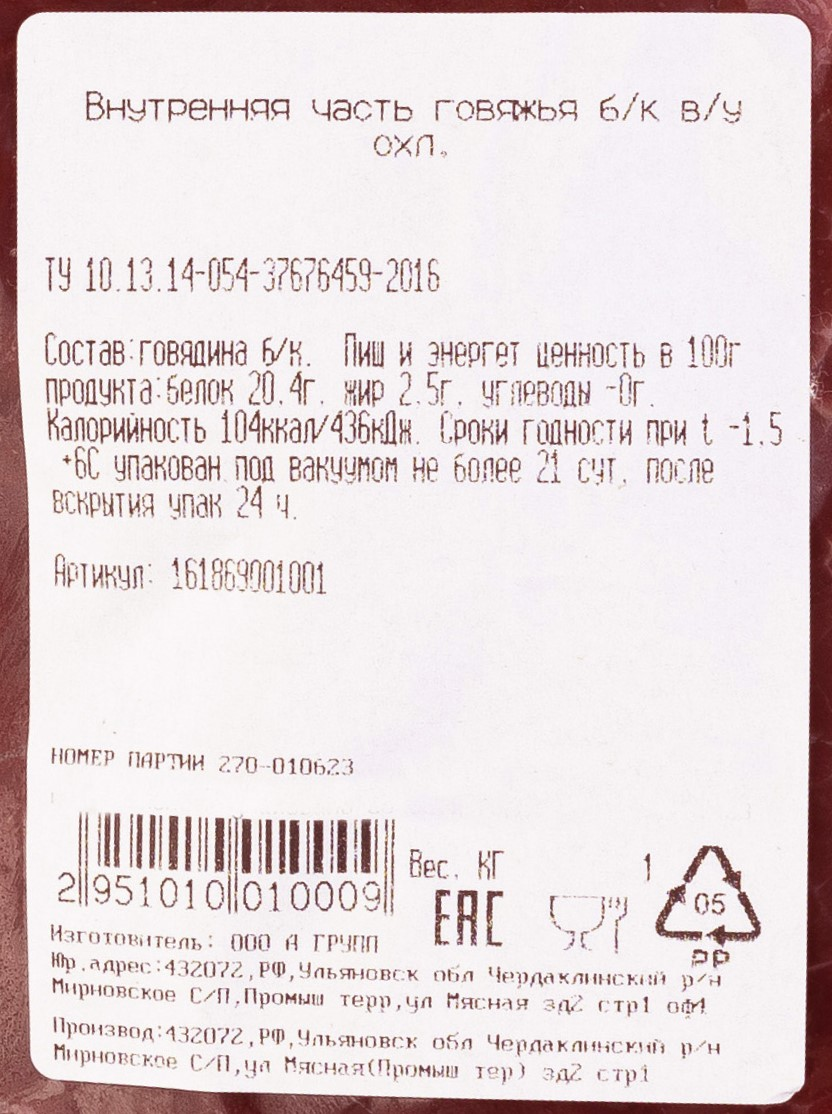 Внутренняя часть говяжья б/к в/у
охл.
ТУ 10.13.14-054-37676459-2016
Состав:говядина б/к. Пищ и энергет ценность в 100г
продукта:белок 20.4г. жир 2.5г. углеводы -0г.
Калорийность 104ккал/436кДж. Сроки годности при t -1.5
+6С упакован под вакуумом не более 21 сут. после
вскрытия упак 24 ч.
Артикул: 161869001001
НОМЕР ПАРТИИ 270-010623
2 951010 010009
Вес. КГ 1
ЕАС
05
PP
Изготовитель: ООО А ГРУПП
Юр.адрес:432072,РФ,Ульяновск обл Чердаклинский р/н
Мирновское С/П,Промыш терр,ул Мясная зд2 стр1 оф1
Производ:432072,РФ,Ульяновск обл Чердаклинский р/н
Мирновское С/П,ул Мясная(Промыш тер) зд2 стр1